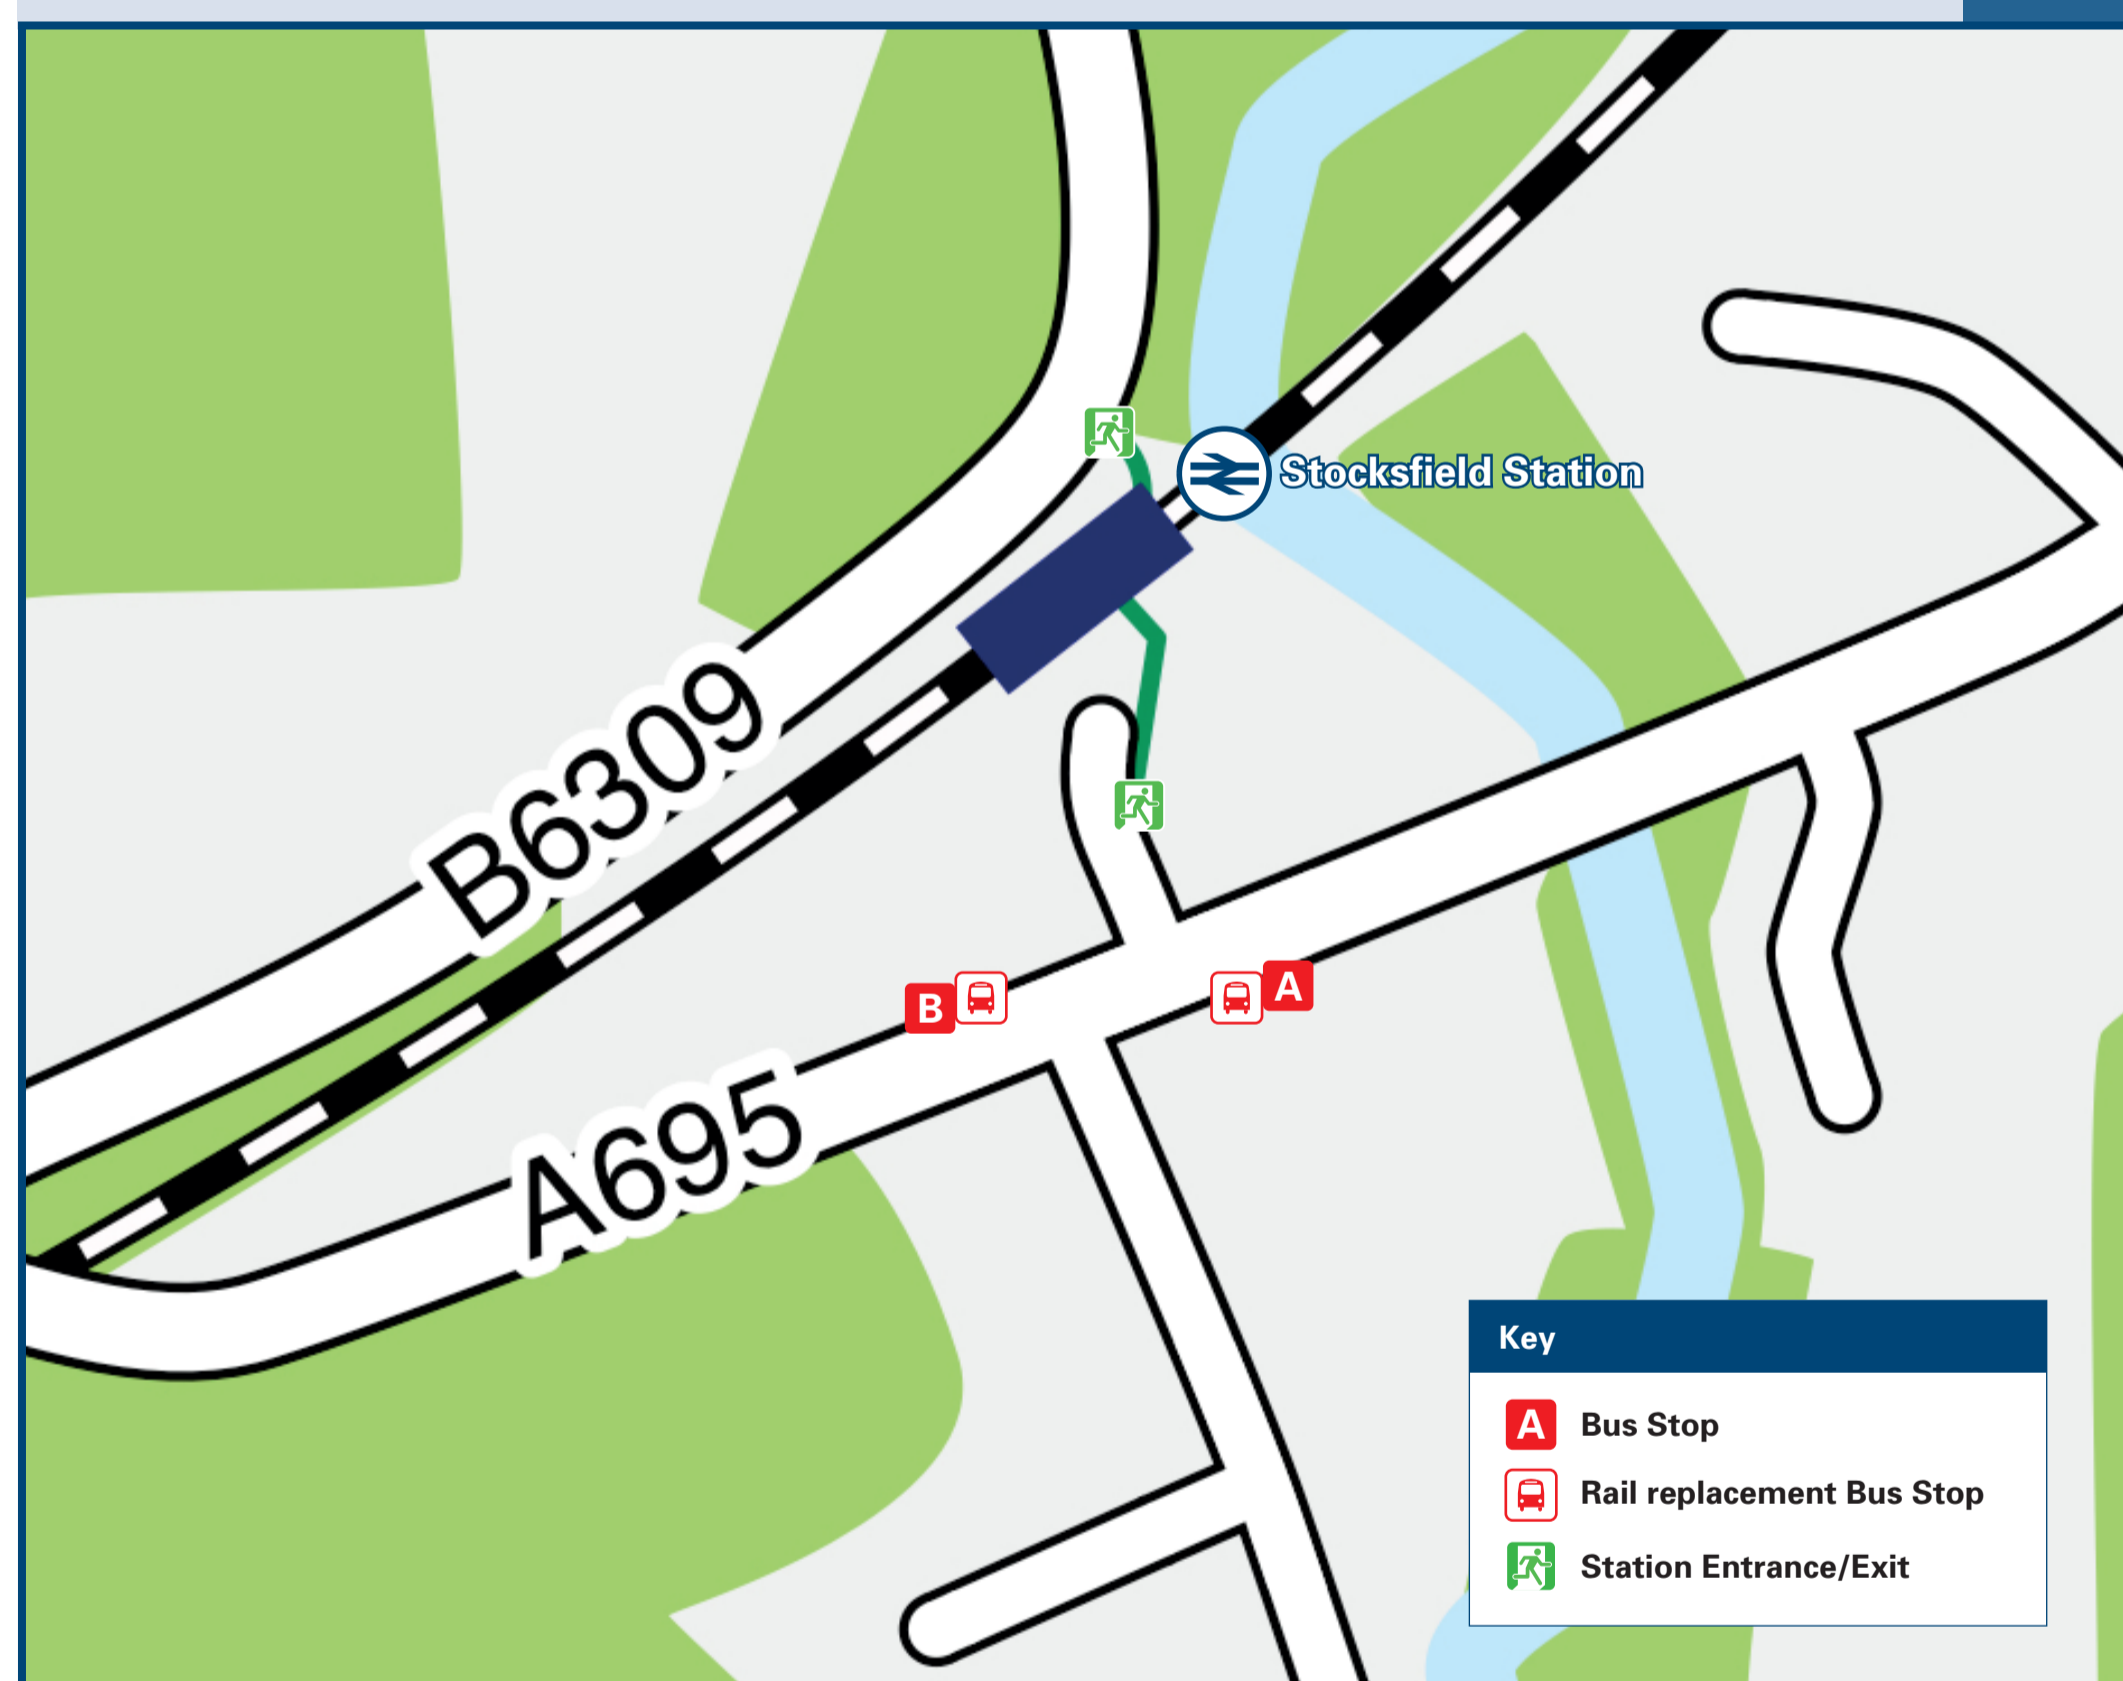 Stocksfield Station
B6309
B
A
A695
Key
A Bus Stop
Rail replacement Bus Stop
Station Entrance/Exit